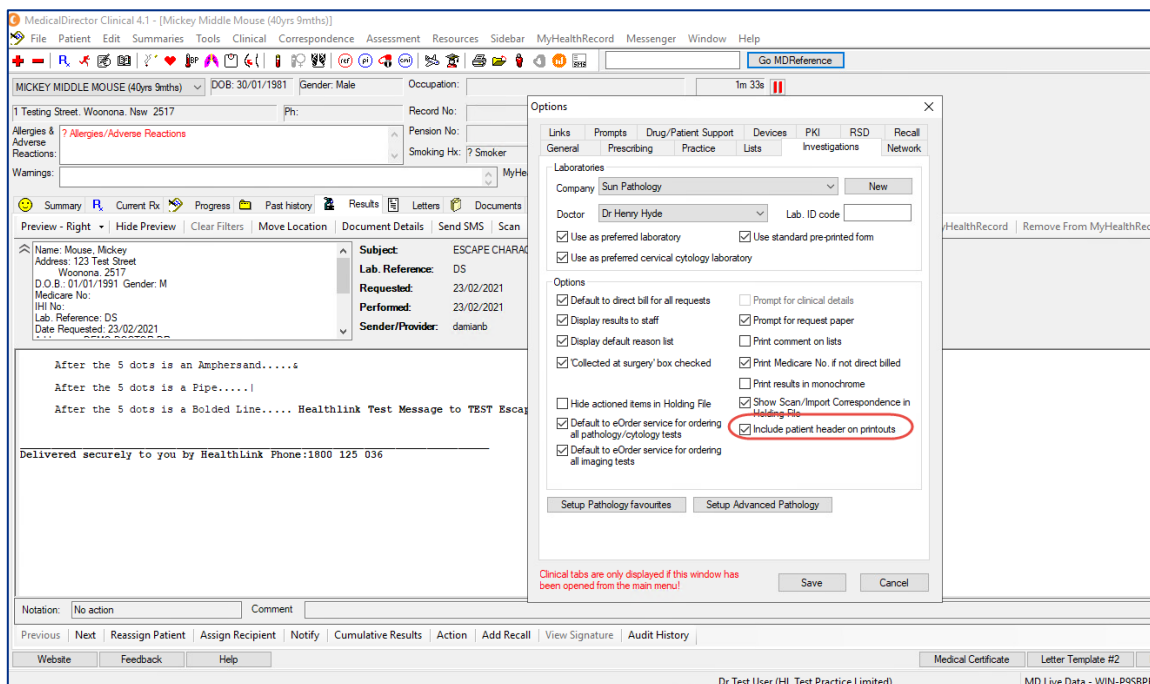 MedicalDirector Clinical 4.1 - [Mickey Middle Mouse (40yrs 9mths)]
File Patient Edit Summaries Tools Clinical Correspondence Assessment Resources Sidebar MyHealthRecord Messenger Window Help
Go MDReference
MICKEY MIDDLE MOUSE (40yrs 9mths) DOB: 30/01/1981 Gender: Male Occupation: 1m 33s
1 Testing Street. Woonona. Nsw 2517 Ph: Record No:
Allergies & Adverse Reactions: ? Allergies/Adverse Reactions
Pension No:
Smoking Hx: ? Smoker
Warnings: MyHe
Summary Current Rx Progress Past history Results Letters Documents
Preview - Right Hide Preview Clear Filters Move Location Document Details Send SMS Scan yHealthRecord Remove From MyHealthRec
Name: Mouse, Mickey
Address: 123 Test Street
Woonona. 2517
D.O.B.: 01/01/1991 Gender: M
Medicare No:
IHI No:
Lab. Reference: DS
Date Requested: 23/02/2021
Subject: ESCAPE CHARAC
Lab. Reference: DS
Requested: 23/02/2021
Performed: 23/02/2021
Sender/Provider: damianb
After the 5 dots is an Amphersand.....&
After the 5 dots is a Pipe.....|
After the 5 dots is a Bolded Line..... Healthlink Test Message to TEST Escap
Delivered securely to you by HealthLink Phone:1800 125 036
Notation: No action Comment
Previous Next Reassign Patient Assign Recipient Notify Cumulative Results Action Add Recall View Signature Audit History
Website Feedback Help Medical Certificate Letter Template #2
Dr Test User (HL Test Practice Limited) MD Live Data - WIN-P9SBP
Options
Links Prompts Drug/Patient Support Devices PKI RSD Recall
General Prescribing Practice Lists Investigations Network
Laboratories
Company Sun Pathology New
Doctor Dr Henry Hyde Lab. ID code
Use as preferred laboratory Use standard pre-printed form
Use as preferred cervical cytology laboratory
Options
Default to direct bill for all requests Prompt for clinical details
Display results to staff Prompt for request paper
Display default reason list Print comment on lists
'Collected at surgery' box checked Print Medicare No. if not direct billed
Print results in monochrome
Hide actioned items in Holding File Show Scan/Import Correspondence in
Holding File
Default to eOrder service for ordering Include patient header on printouts
all pathology/cytology tests
Default to eOrder service for ordering
all imaging tests
Setup Pathology favourites Setup Advanced Pathology
Clinical tabs are only displayed if this window has
been opened from the main menu!
Save Cancel